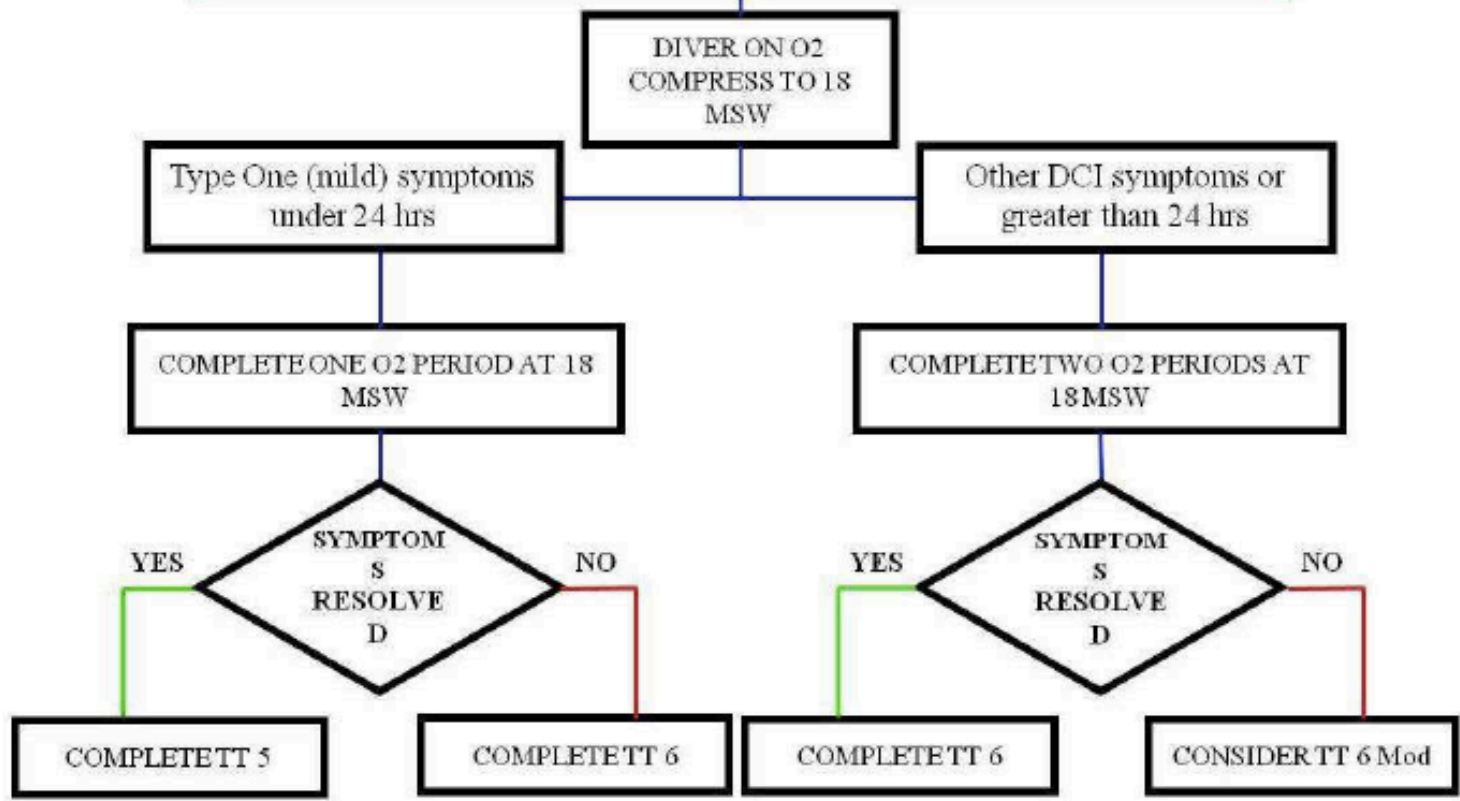 DIVER ON O2
COMPRESS TO 18
MSW
Type One (mild) symptoms
under 24 hrs
Other DCI symptoms or
greater than 24 hrs
COMPLETE ONE O2 PERIOD AT 18
MSW
COMPLETE TWO O2 PERIODS AT
18 MSW
YES
SYMPTOM
S
RESOLVE
D
NO
YES
SYMPTOM
S
RESOLVE
D
NO
COMPLETE TT 5
COMPLETE TT 6
COMPLETE TT 6
CONSIDER TT 6 Mod